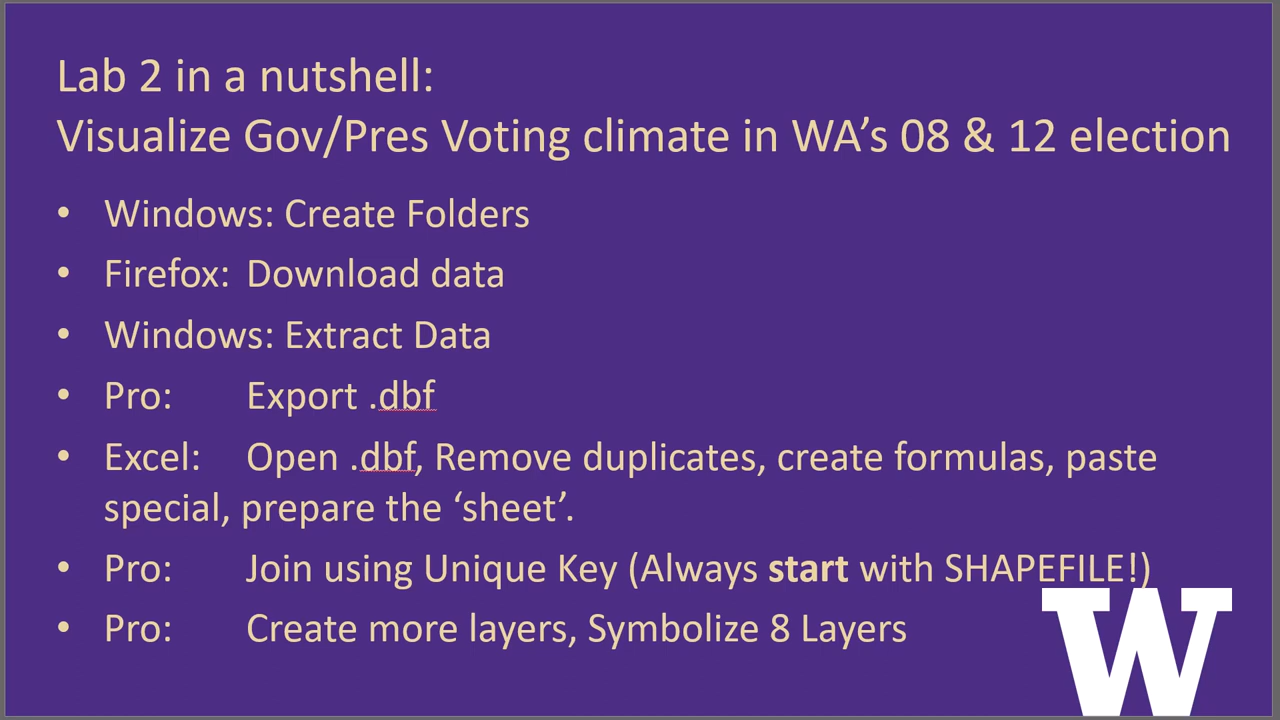 Lab 2 in a nutshell:
Visualize Gov/Pres Voting climate in WA’s 08 & 12 election
• Windows: Create Folders
• Firefox: Download data
• Windows: Extract Data
• Pro: Export .dbf
• Excel: Open .dbf, Remove duplicates, create formulas, paste
special, prepare the ‘sheet’.
• Pro: Join using Unique Key (Always start with SHAPEFILE!)
• Pro: Create more layers, Symbolize 8 Layers
W